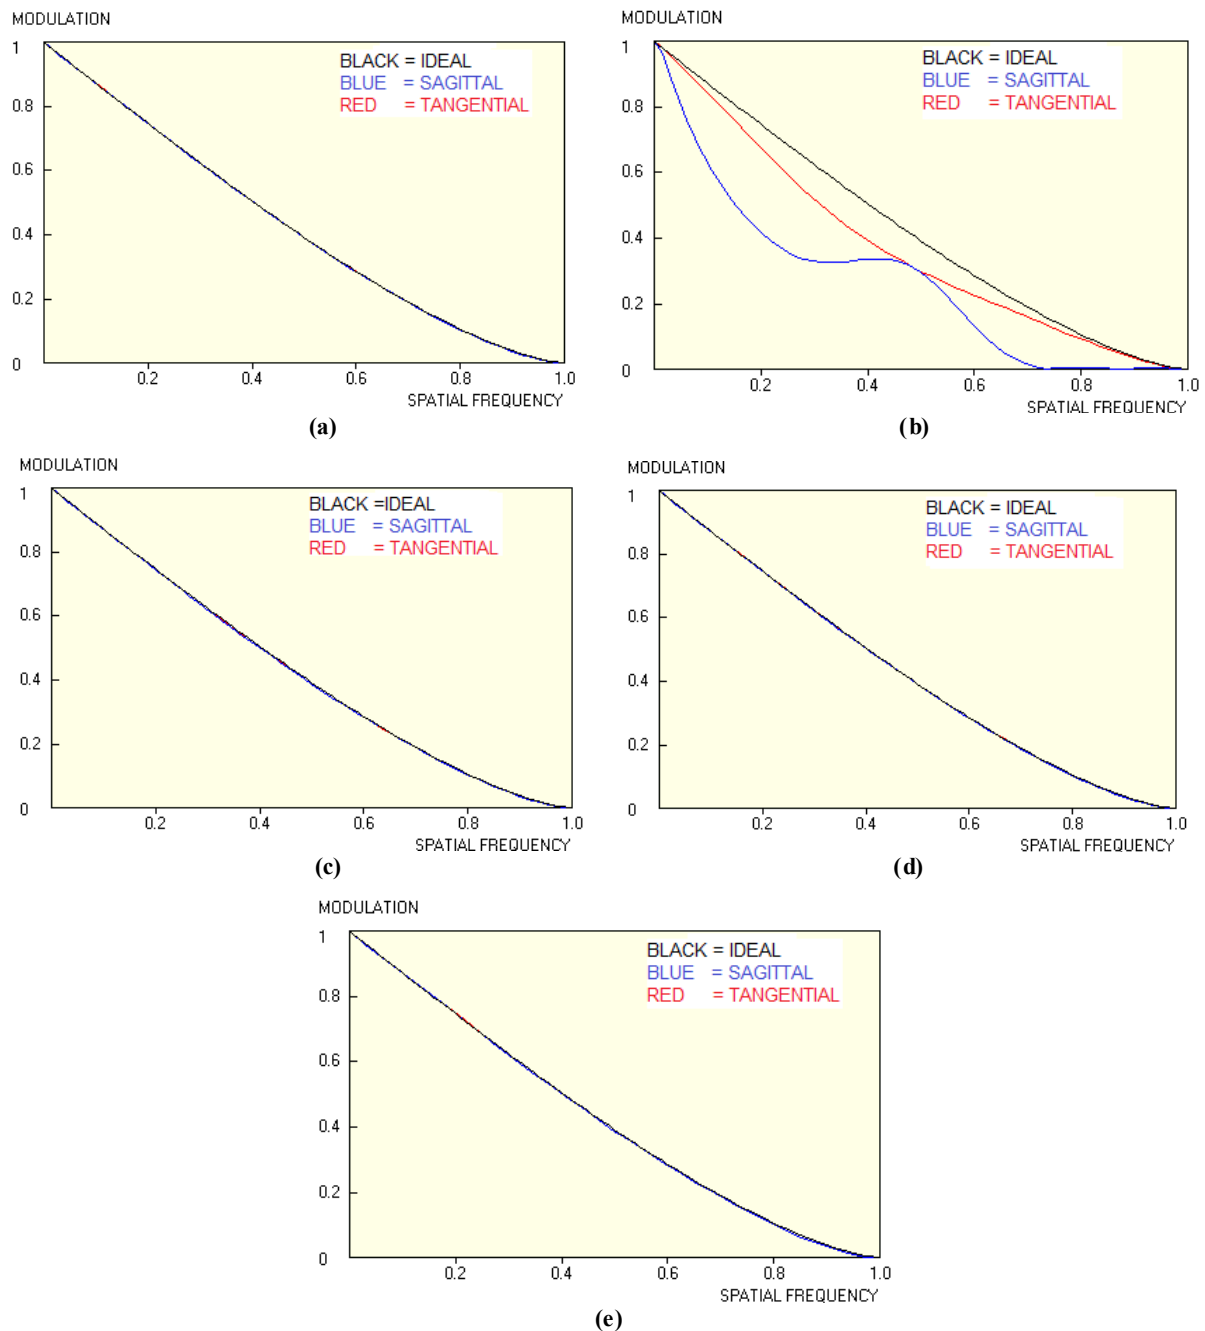 MODULATION
1
BLACK = IDEAL
BLUE = SAGITTAL
RED = TANGENTIAL
0.8
0.6
0.4
0.2
0
0.2 0.4 0.6 0.8 1.0
SPATIAL FREQUENCY
(a)
MODULATION
1
BLACK = IDEAL
BLUE = SAGITTAL
RED = TANGENTIAL
0.8
0.6
0.4
0.2
0
0.2 0.4 0.6 0.8 1.0
SPATIAL FREQUENCY
(b)
MODULATION
1
BLACK =IDEAL
BLUE = SAGITTAL
RED = TANGENTIAL
0.8
0.6
0.4
0.2
0
0.2 0.4 0.6 0.8 1.0
SPATIAL FREQUENCY
(c)
MODULATION
1
BLACK = IDEAL
BLUE = SAGITTAL
RED = TANGENTIAL
0.8
0.6
0.4
0.2
0
0.2 0.4 0.6 0.8 1.0
SPATIAL FREQUENCY
(d)
MODULATION
1
BLACK = IDEAL
BLUE = SAGITTAL
RED = TANGENTIAL
0.8
0.6
0.4
0.2
0
0.2 0.4 0.6 0.8 1.0
SPATIAL FREQUENCY
(e)